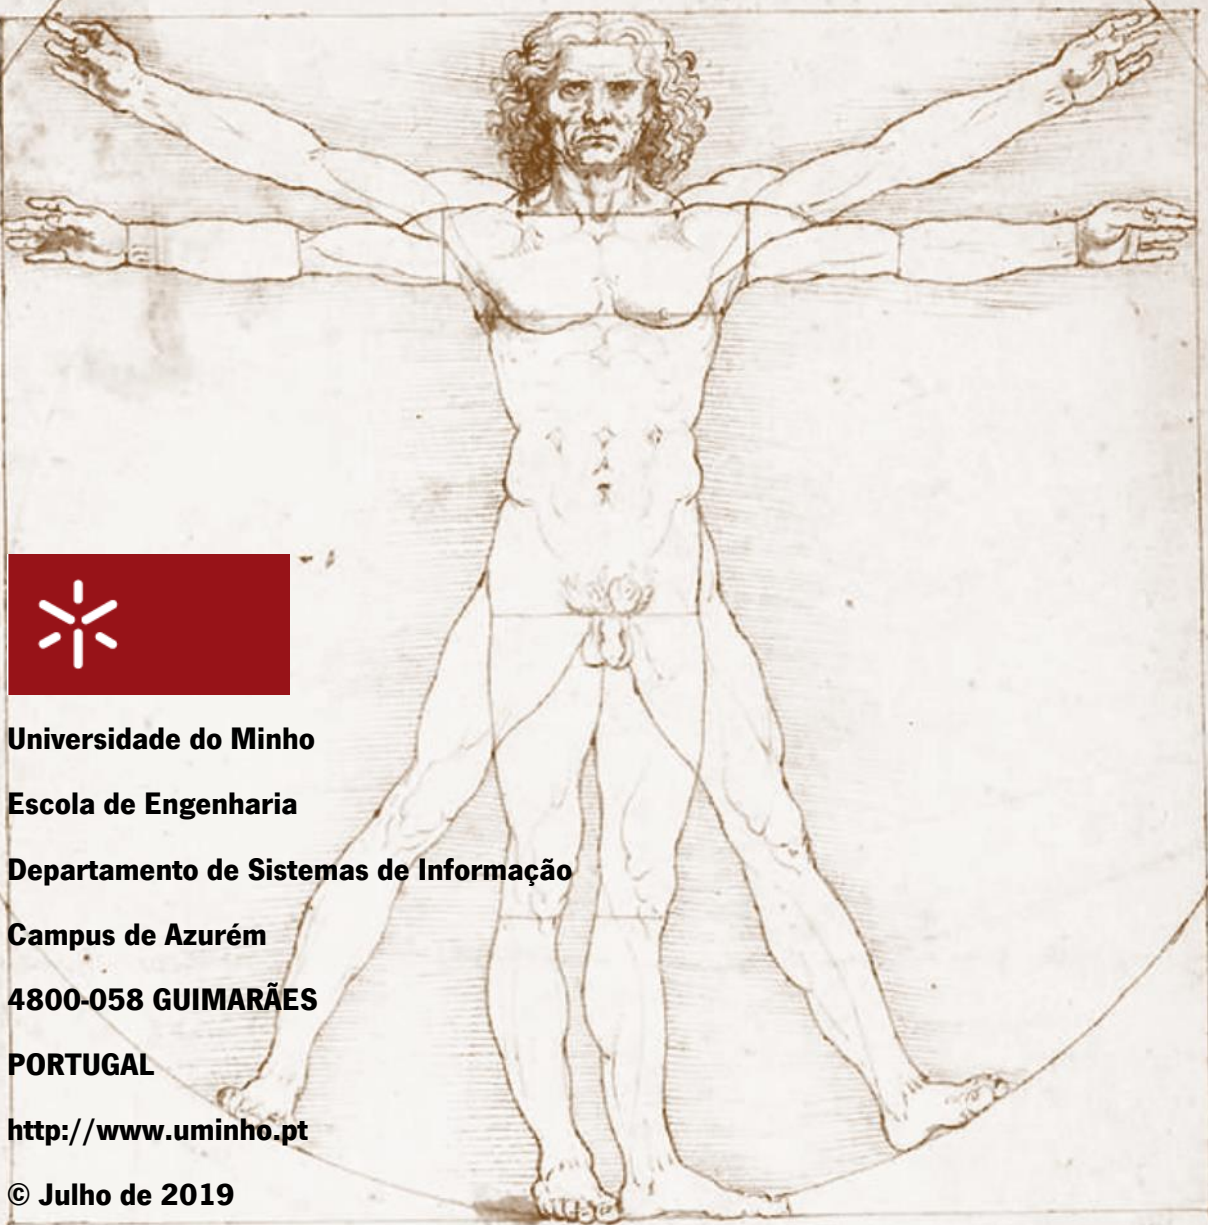 Universidade do Minho
Escola de Engenharia
Departamento de Sistemas de Informação
Campus de Azurém
4800-058 GUIMARÃES
PORTUGAL
http://www.uminho.pt
© Julho de 2019